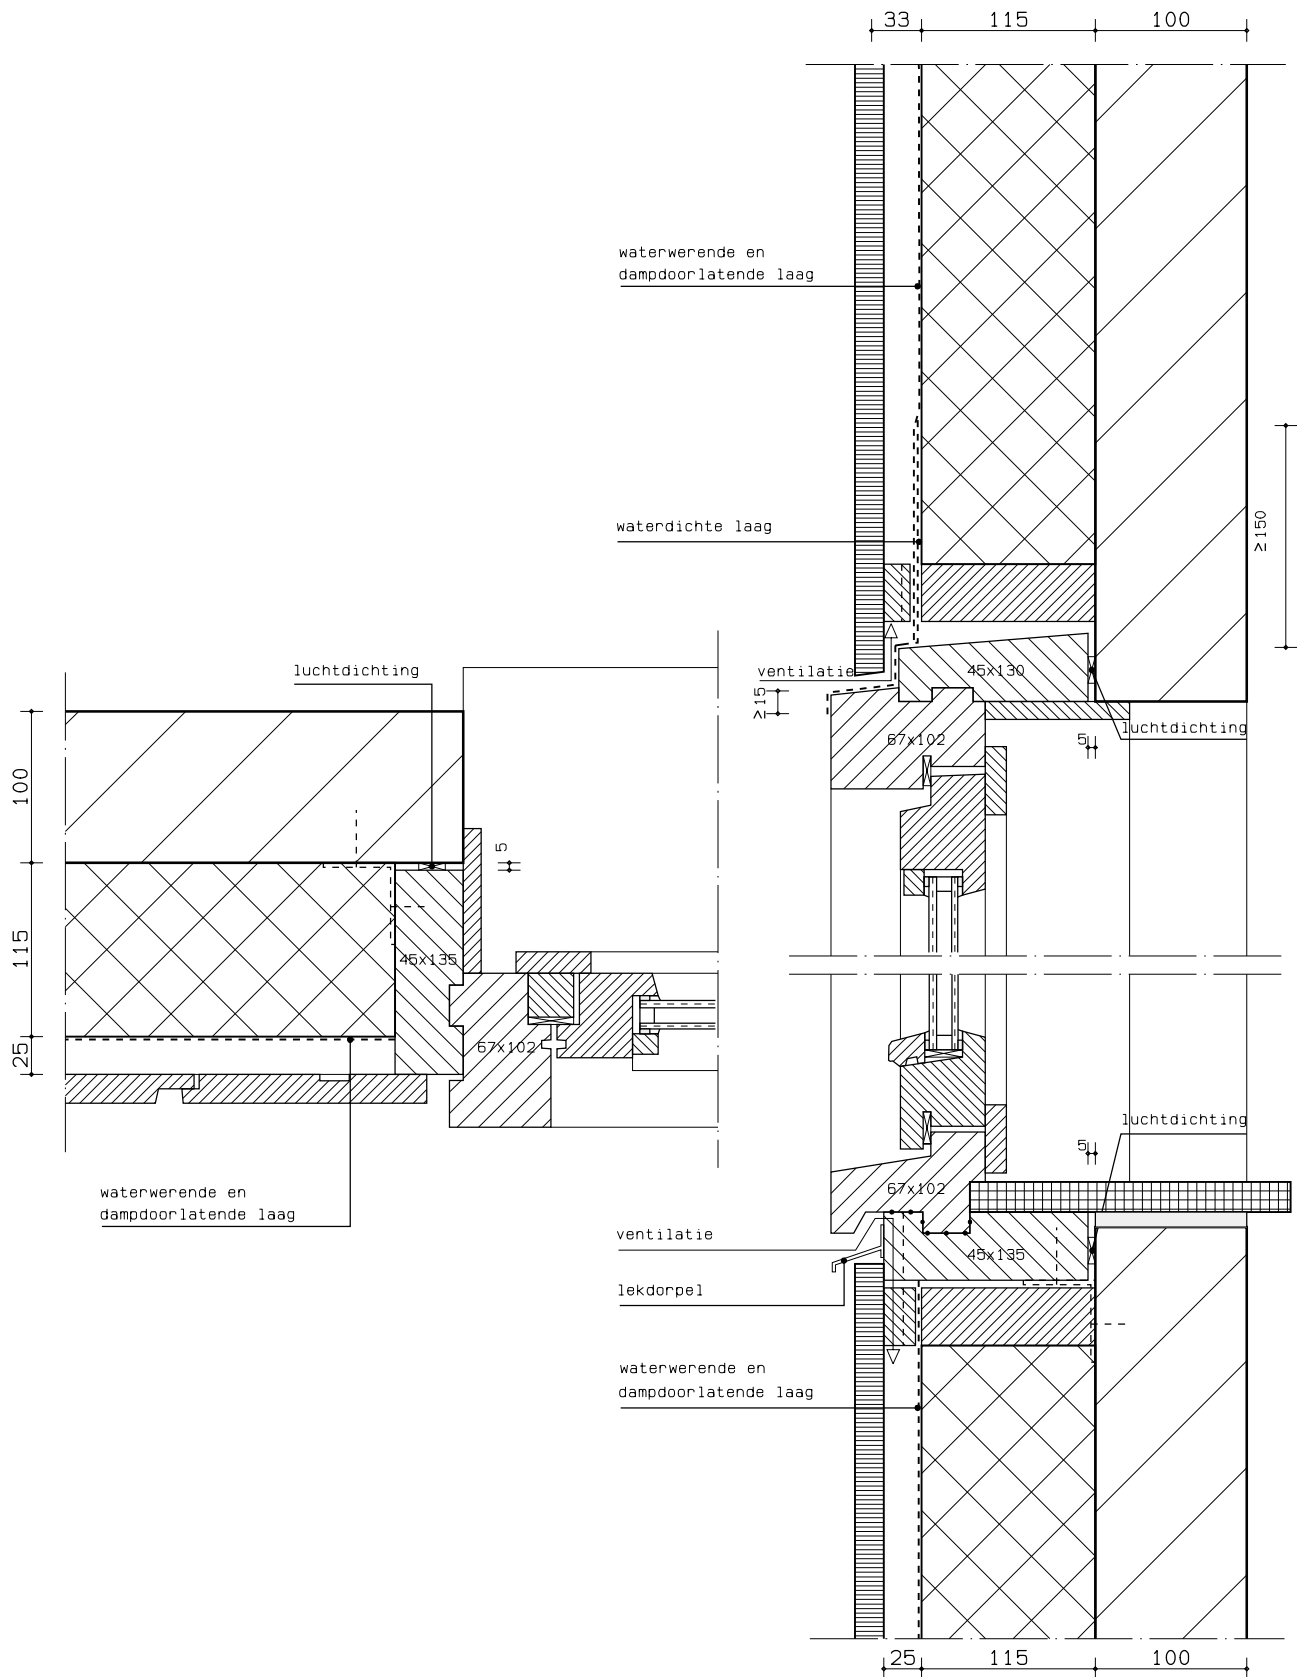 33 115 100
waterwerende en
dampdoorlatende laag
waterdichte laag
≥150
ventilatie
≥15
45x130
67x102
luchtdichting
5
luchtdichting
100
5
115
45x135
67x102
25
waterwerende en
dampdoorlatende laag
luchtdichting
5
67x102
ventilatie
45x135
lekdorpel
waterwerende en
dampdoorlatende laag
25 115 100